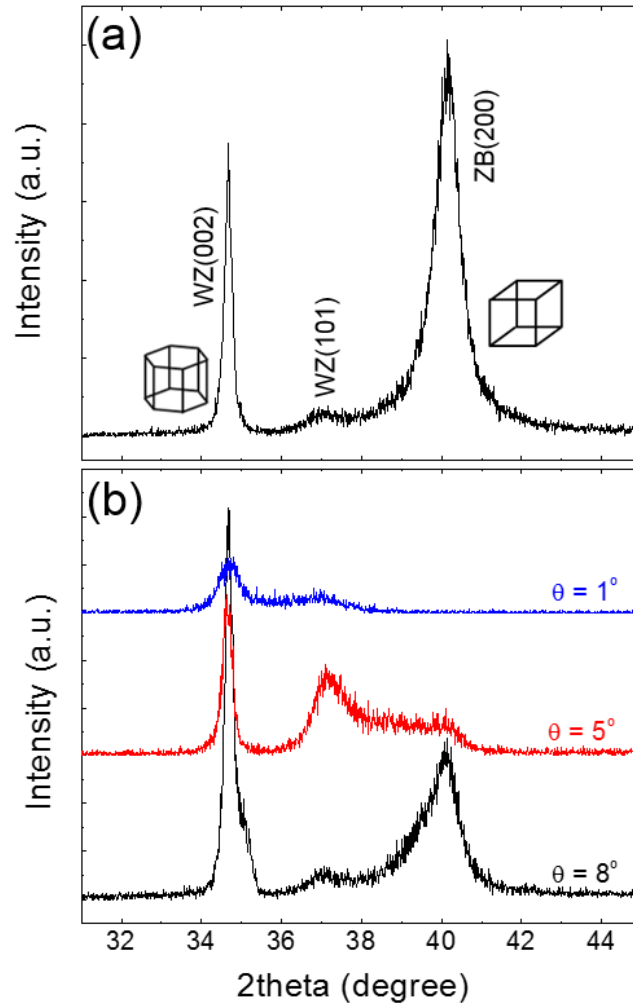 (a)
Intensity (a.u.)
WZ(002)
WZ(101)
ZB(200)
(b)
Intensity (a.u.)
θ = 1°
θ = 5°
θ = 8°
32 34 36 38 40 42 44
2theta (degree)